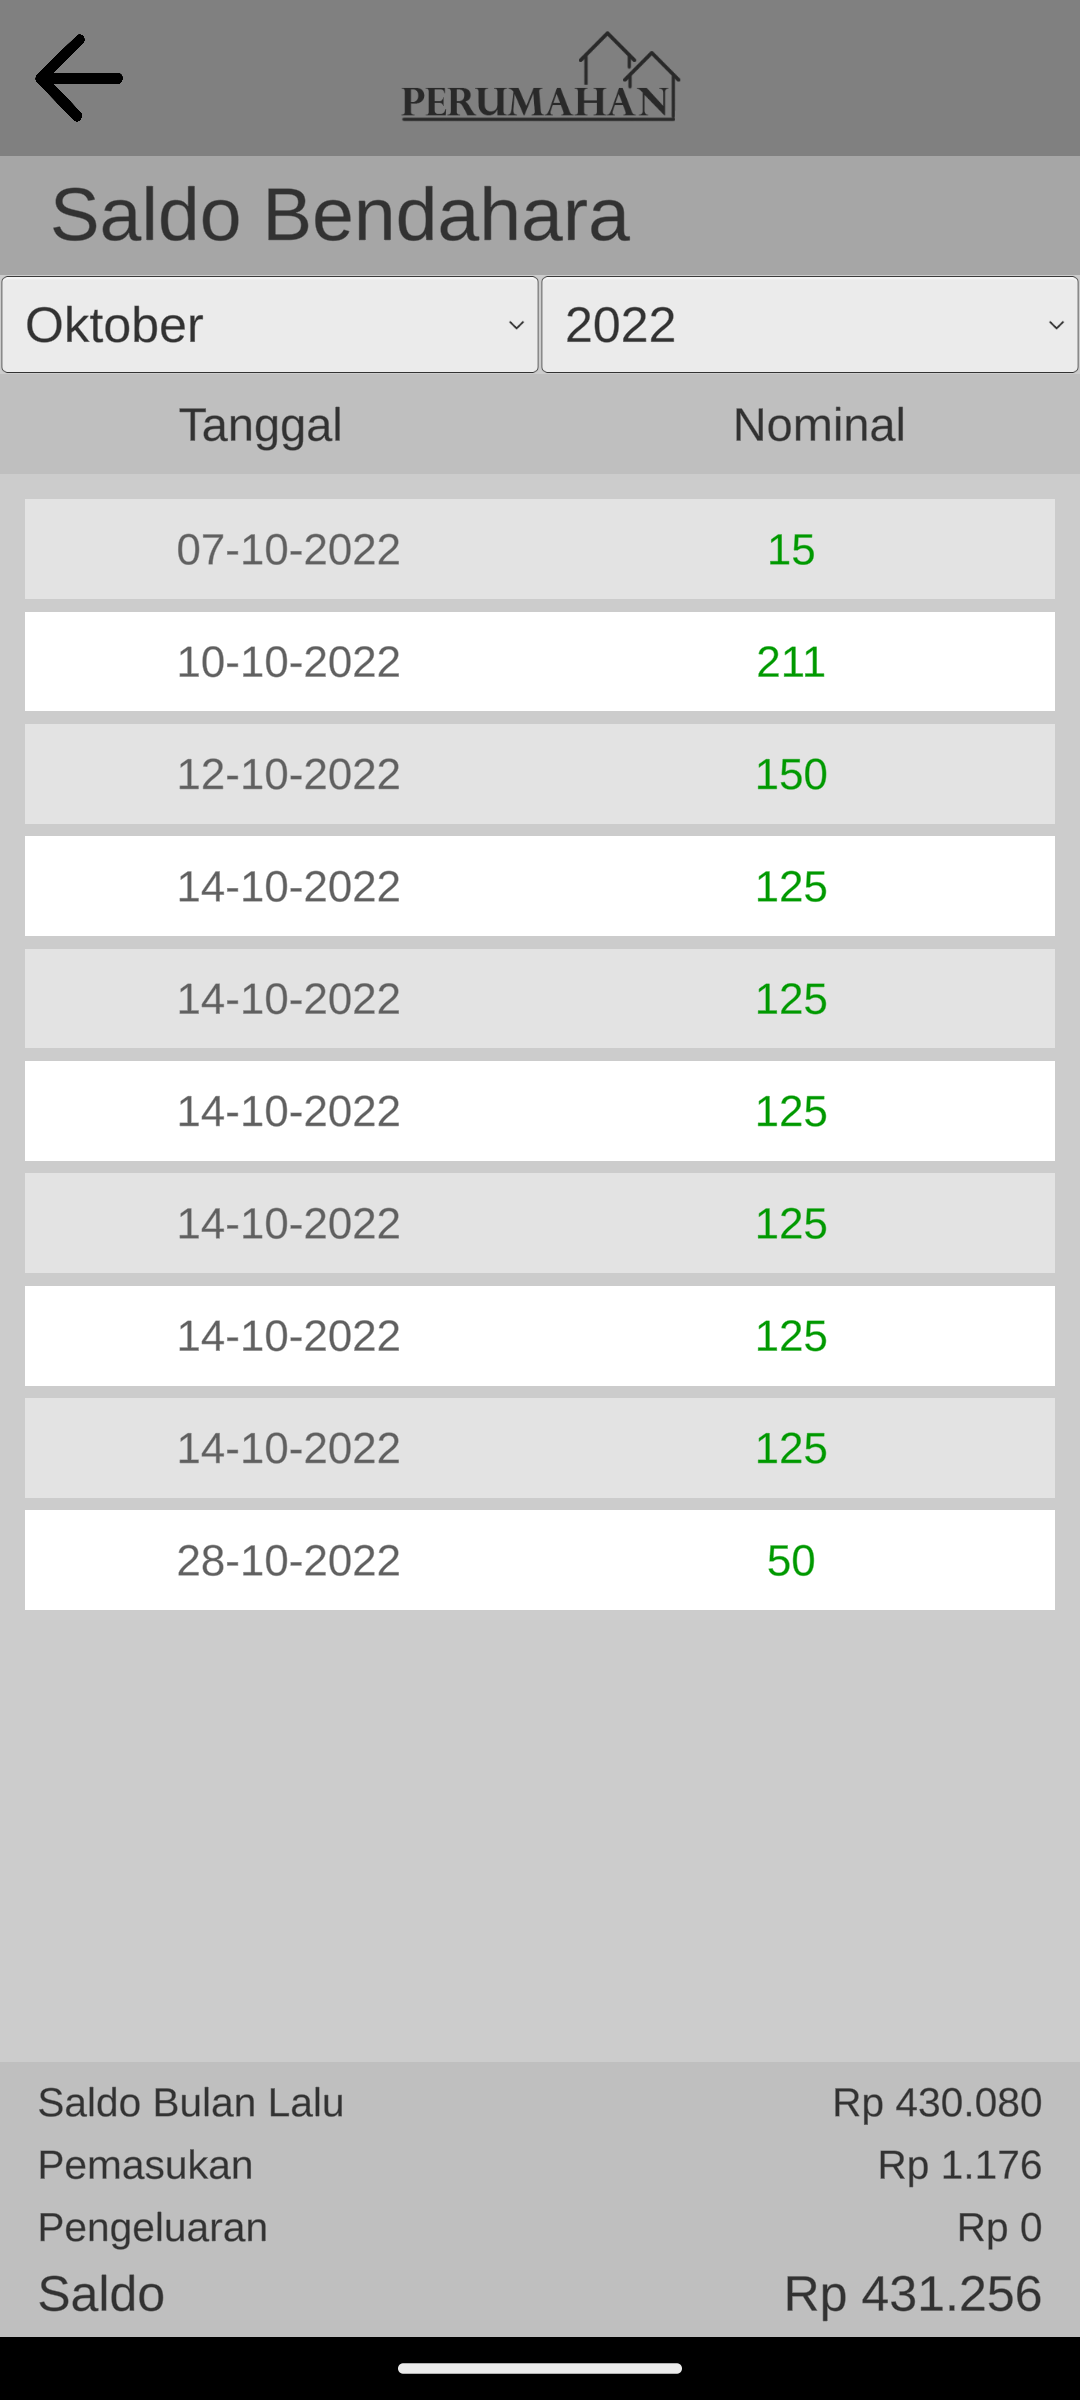 PERUMAHAN
Saldo Bendahara
Oktober 2022
Tanggal Nominal
07-10-2022 15
10-10-2022 211
12-10-2022 150
14-10-2022 125
14-10-2022 125
14-10-2022 125
14-10-2022 125
14-10-2022 125
14-10-2022 125
28-10-2022 50
Saldo Bulan Lalu Rp 430.080
Pemasukan Rp 1.176
Pengeluaran Rp 0
Saldo Rp 431.256